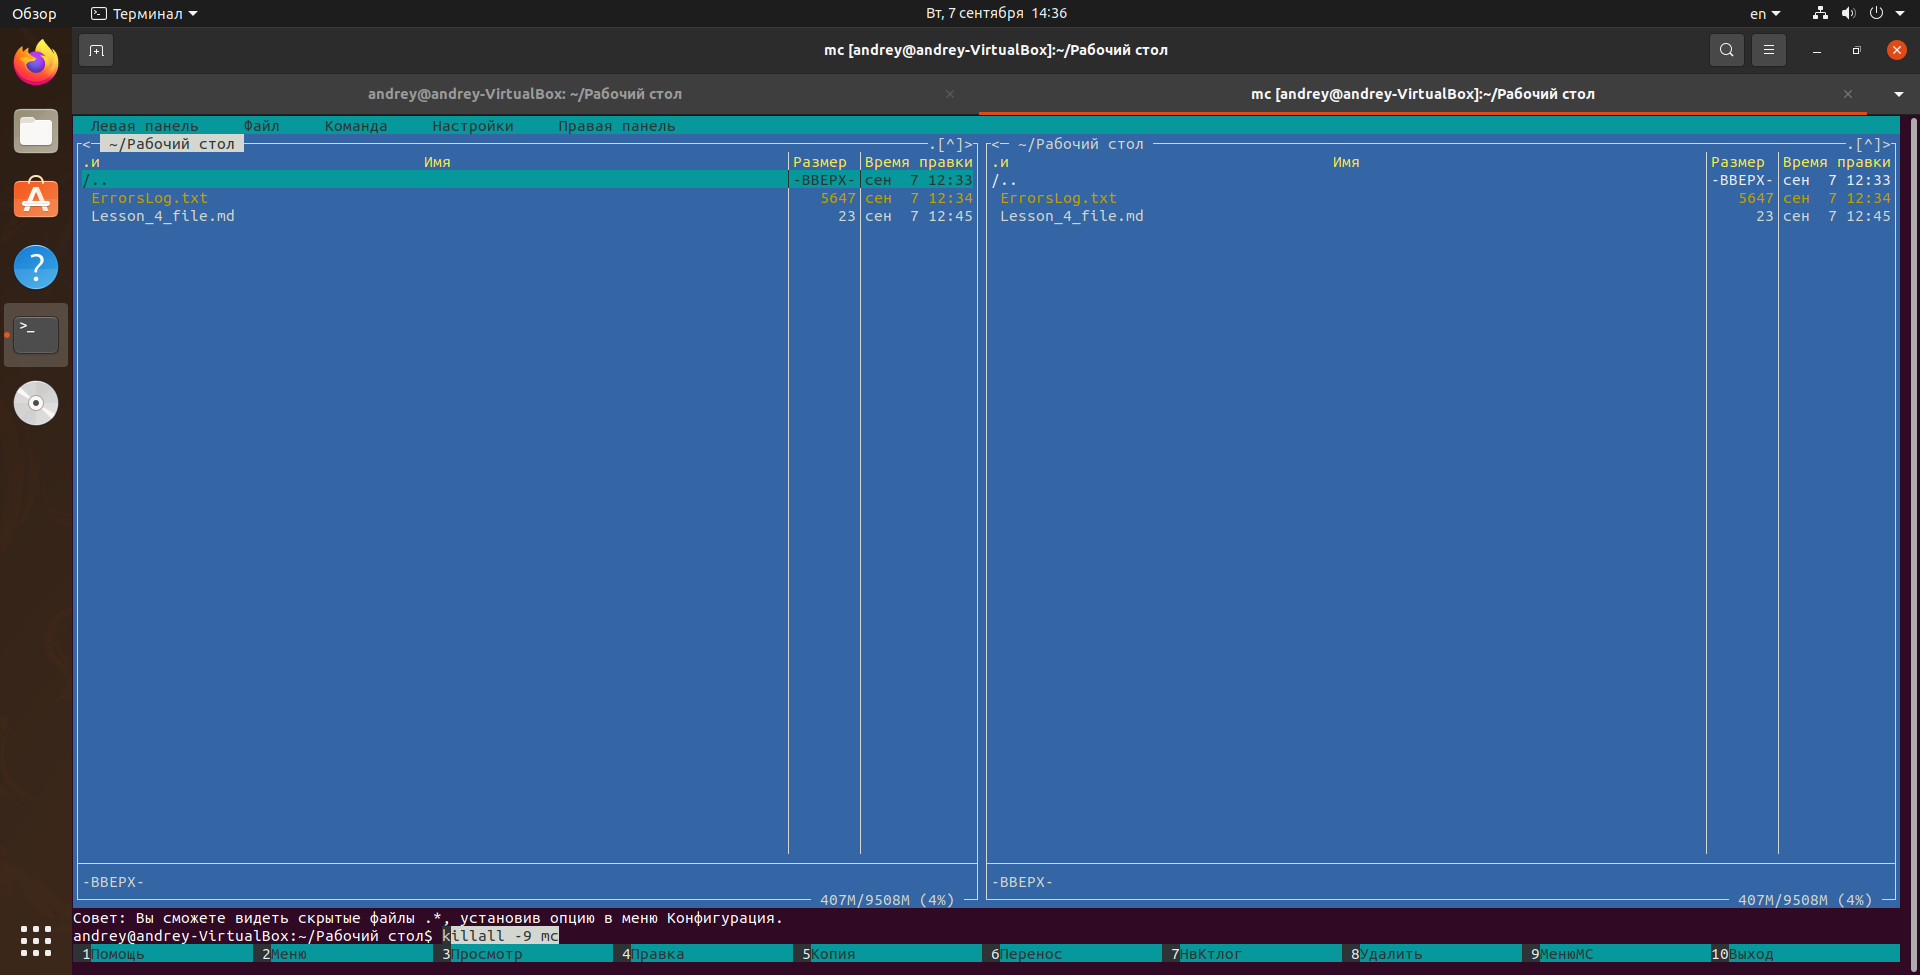 Обзор Терминал Вт, 7 сентября 14:36 en
mc [andrey@andrey-VirtualBox]:~/Рабочий стол
andrey@andrey-VirtualBox: ~/Рабочий стол mc [andrey@andrey-VirtualBox]:~/Рабочий стол
Левая панель Файл Команда Настройки Правая панель
<─ ~/Рабочий стол .[^]> <─ ~/Рабочий стол .[^]>
.и Имя Размер Время правки .и Имя Размер Время правки
/.. -ВВЕРХ- сен 7 12:33 /.. -ВВЕРХ- сен 7 12:33
ErrorsLog.txt 5647 сен 7 12:34 ErrorsLog.txt 5647 сен 7 12:34
Lesson_4_file.md 23 сен 7 12:45 Lesson_4_file.md 23 сен 7 12:45
-ВВЕРХ- -ВВЕРХ-
407M/9508M (4%) 407M/9508M (4%)
Совет: Вы сможете видеть скрытые файлы .*, установив опцию в меню Конфигурация.
andrey@andrey-VirtualBox:~/Рабочий стол$ killall -9 mc
1Помощь 2Меню 3Просмотр 4Правка 5Копия 6Перенос 7НвКтлог 8Удалить 9МенюMC 10Выход